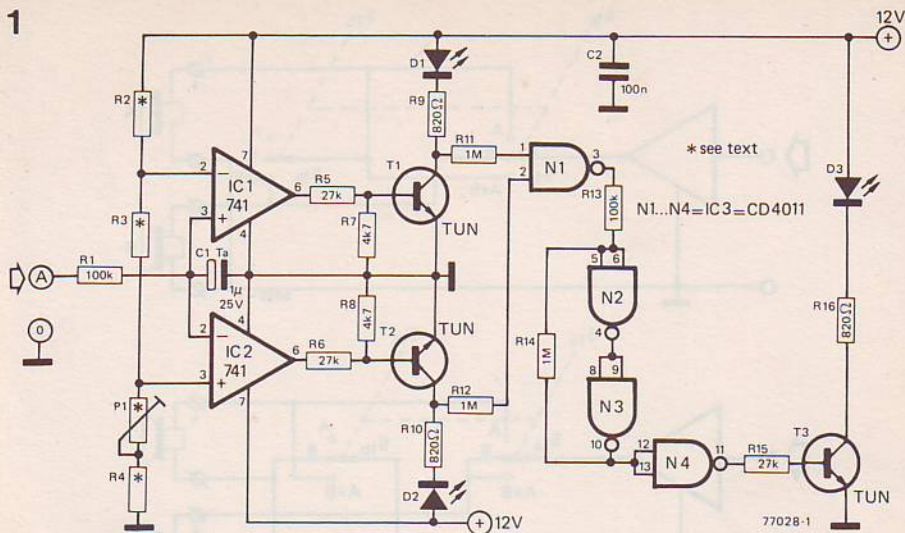 1
12V
+
D1
C2
100n
R2
*
R9
820Ω
R11
1M
1
2
N1
3
* see text
D3
7
2
−
IC1
741
3
+
6
R5
27k
T1
R7
4k7
TUN
R13
100k
N1...N4=IC3=CD4011
R3
*
4
A
R1
100k
C1
Ta
1µ
25V
5
6
N2
4
R16
820Ω
0
R8
4k7
T2
R14
1M
4
2
−
IC2
741
3
+
6
R6
27k
TUN
8
9
N3
10
R12
1M
P1
*
7
R10
820Ω
12
13
N4
11
R15
27k
T3
TUN
R4
*
D2
+
12V
77028-1